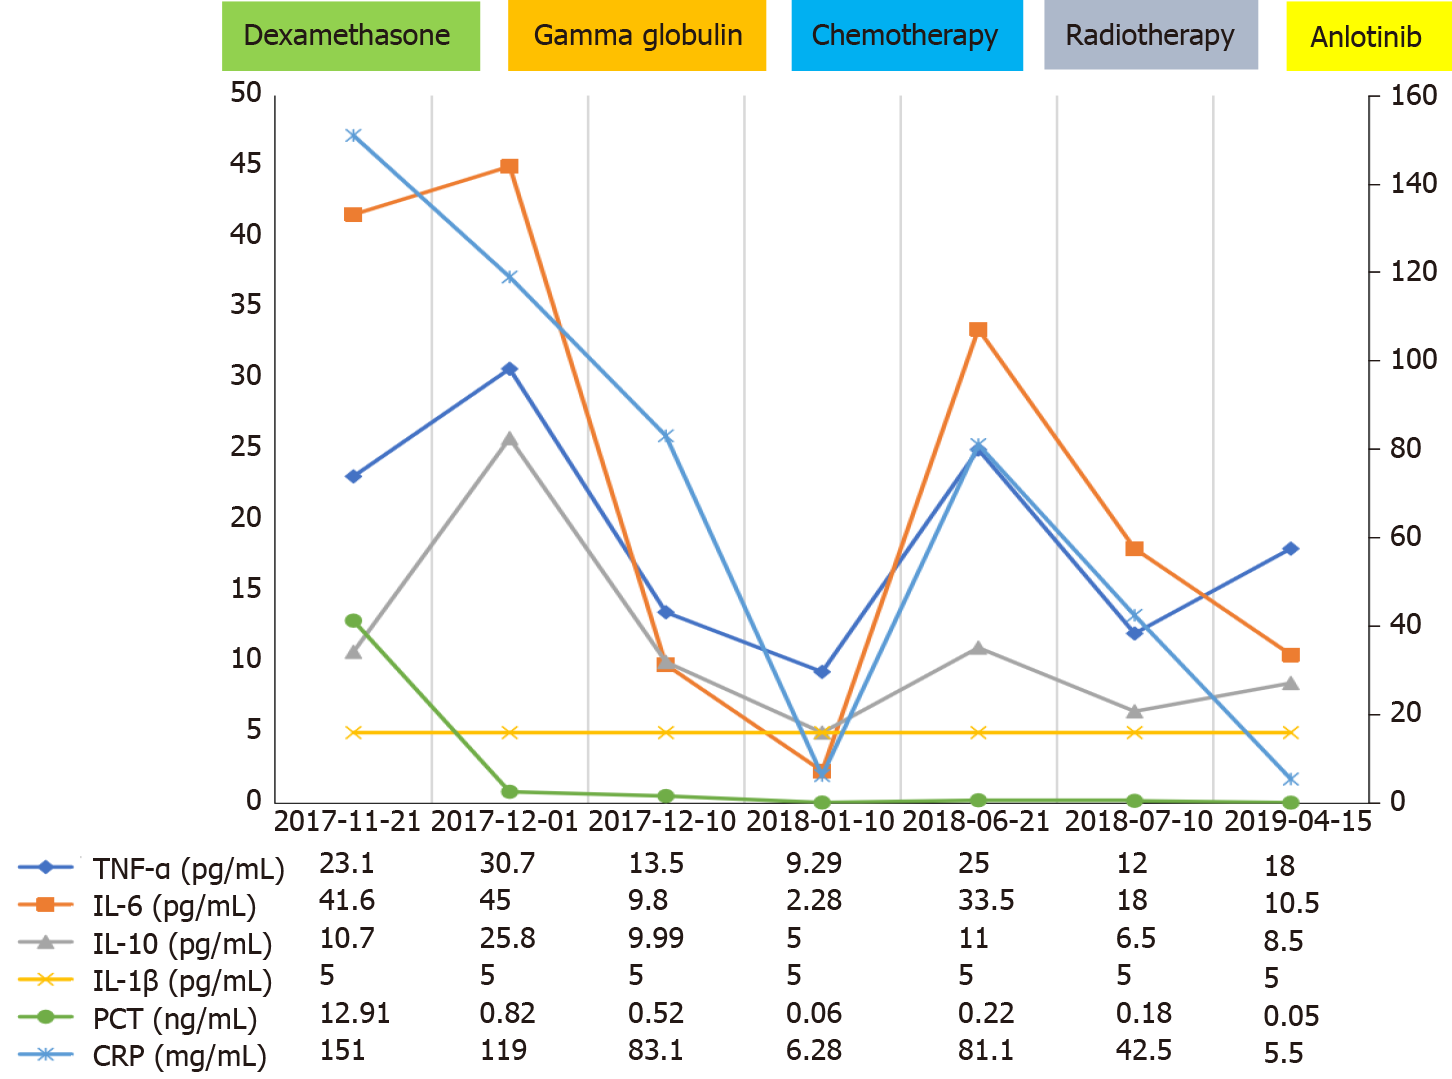 Dexamethasone Gamma globulin Chemotherapy Radiotherapy Anlotinib
50 160
45
140
40
120
35
30 100
25 80
20
60
15
40
10
5 20
0 0
2017-11-21 2017-12-01 2017-12-10 2018-01-10 2018-06-21 2018-07-10 2019-04-15
TNF-α (pg/mL) 23.1 30.7 13.5 9.29 25 12 18
IL-6 (pg/mL) 41.6 45 9.8 2.28 33.5 18 10.5
IL-10 (pg/mL) 10.7 25.8 9.99 5 11 6.5 8.5
IL-1β (pg/mL) 5 5 5 5 5 5 5
PCT (ng/mL) 12.91 0.82 0.52 0.06 0.22 0.18 0.05
CRP (mg/mL) 151 119 83.1 6.28 81.1 42.5 5.5